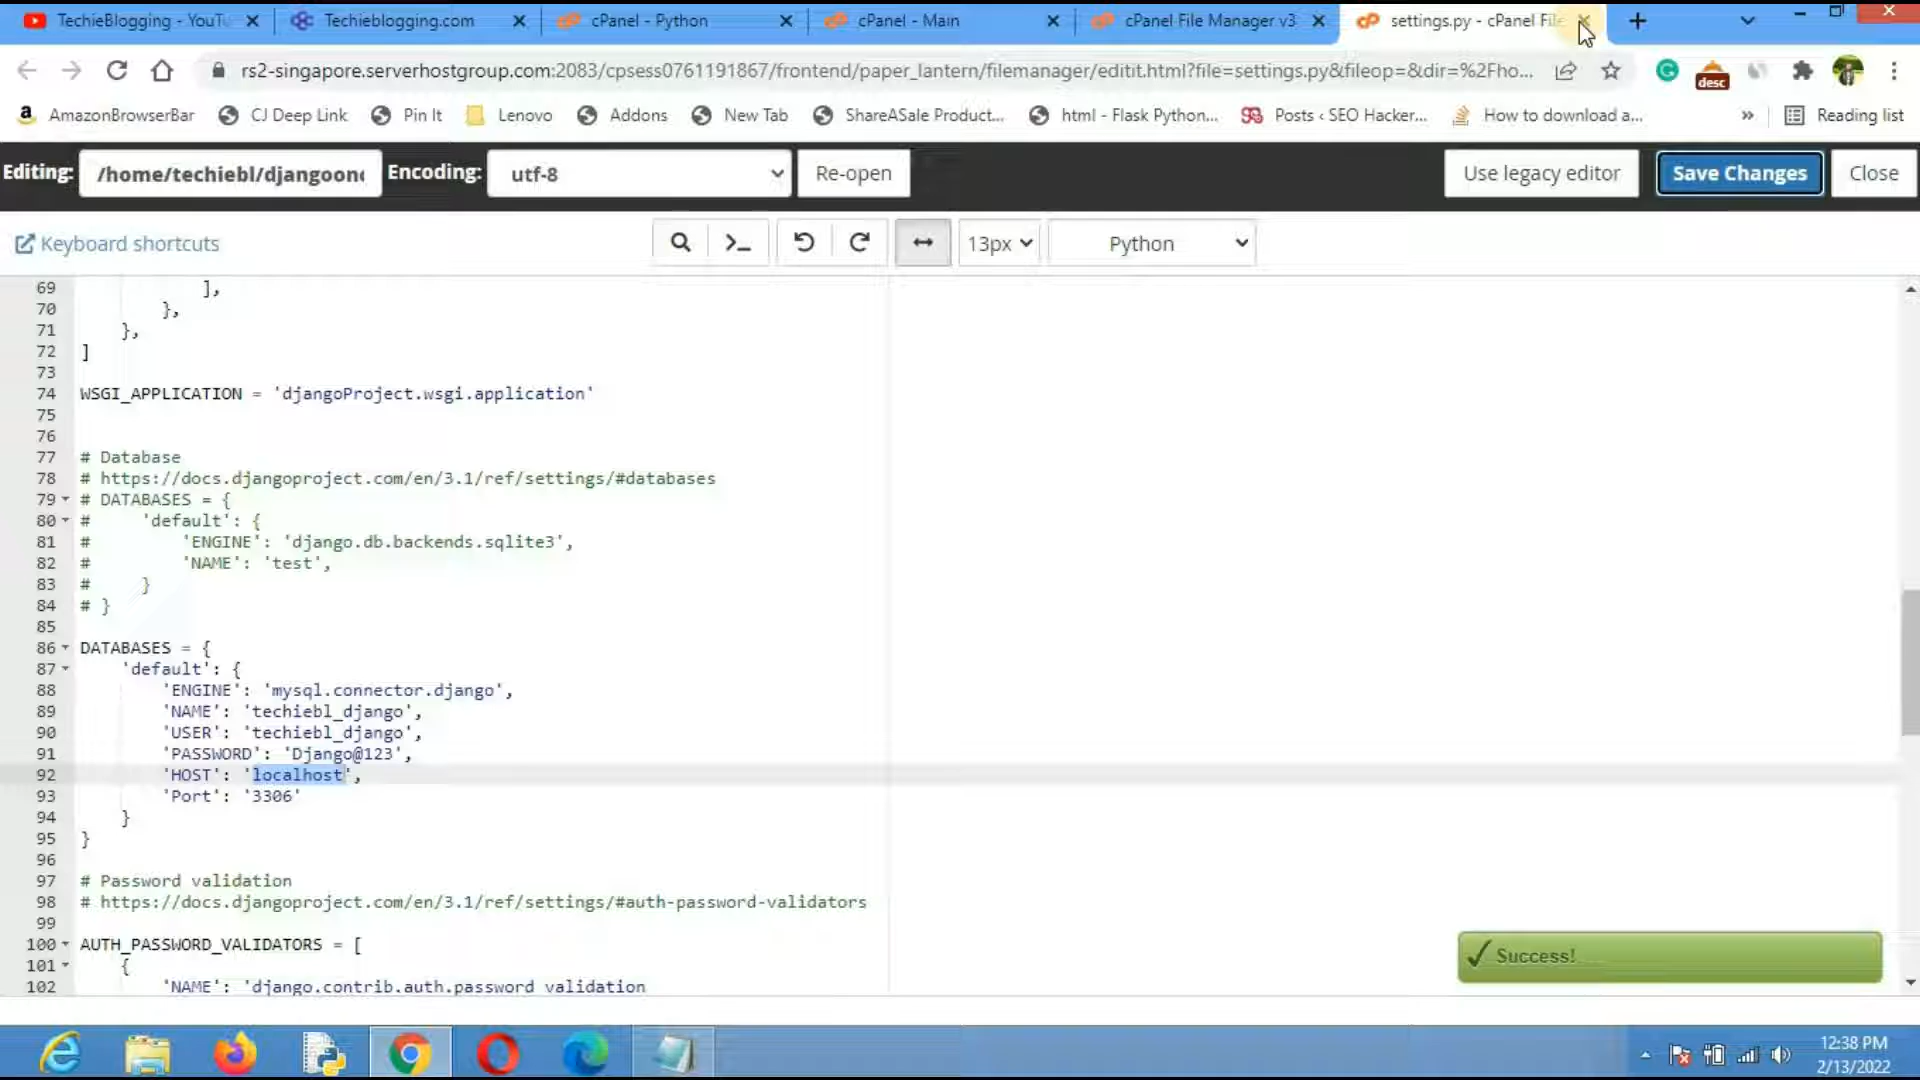 TechieBlogging - YouTu
Techieblogging.com
cPanel - Python
cPanel - Main
cPanel File Manager v3
settings.py - cPanel File
rs2-singapore.serverhostgroup.com:2083/cpsess0761191867/frontend/paper_lantern/filemanager/editit.html?file=settings.py&fileop=&dir=%2Fho...
desc
AmazonBrowserBar
CJ Deep Link
Pin It
Lenovo
Addons
New Tab
ShareASale Product...
html - Flask Python...
Posts ‹ SEO Hacker...
How to download a...
»
Reading list
Editing:
/home/techiebl/djangoon
Encoding:
utf-8
Re-open
Use legacy editor
Save Changes
Close
Keyboard shortcuts
13px
Python
69 ],
70 },
71 },
72 ]
73
74 WSGI_APPLICATION = 'djangoProject.wsgi.application'
75
76
77 # Database
78 # https://docs.djangoproject.com/en/3.1/ref/settings/#databases
79 # DATABASES = {
80 # 'default': {
81 # 'ENGINE': 'django.db.backends.sqlite3',
82 # 'NAME': 'test',
83 # }
84 # }
85
86 DATABASES = {
87 'default': {
88 'ENGINE': 'mysql.connector.django',
89 'NAME': 'techiebl_django',
90 'USER': 'techiebl_django',
91 'PASSWORD': 'Django@123',
92 'HOST': 'localhost',
93 'Port': '3306'
94 }
95 }
96
97 # Password validation
98 # https://docs.djangoproject.com/en/3.1/ref/settings/#auth-password-validators
99
100 AUTH_PASSWORD_VALIDATORS = [
101 {
102 'NAME': 'django.contrib.auth.password_validation
Success!
12:38 PM
2/13/2022